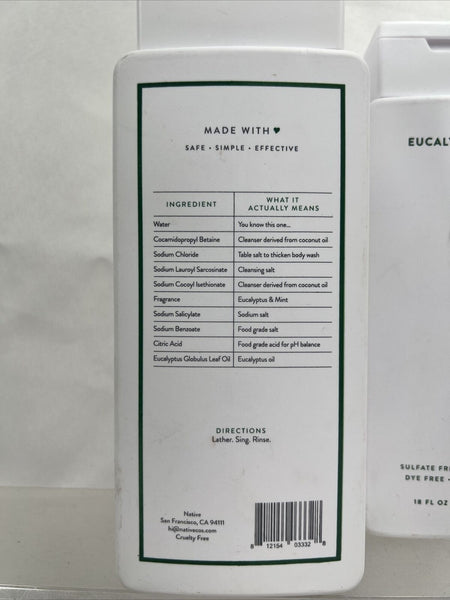 MADE WITH ♥
SAFE • SIMPLE • EFFECTIVE
INGREDIENT WHAT IT ACTUALLY MEANS
Water You know this one...
Cocamidopropyl Betaine Cleanser derived from coconut oil
Sodium Chloride Table salt to thicken body wash
Sodium Lauroyl Sarcosinate Cleansing salt
Sodium Cocoyl Isethionate Cleanser derived from coconut oil
Fragrance Eucalyptus & Mint
Sodium Salicylate Sodium salt
Sodium Benzoate Food grade salt
Citric Acid Food grade acid for pH balance
Eucalyptus Globulus Leaf Oil Eucalyptus oil
DIRECTIONS
Lather. Sing. Rinse.
Native
San Francisco, CA 94111
hi@nativecos.com
Cruelty Free
8 12154 03332 8
EUCALY
SULFATE FR
DYE FREE •
18 FL OZ